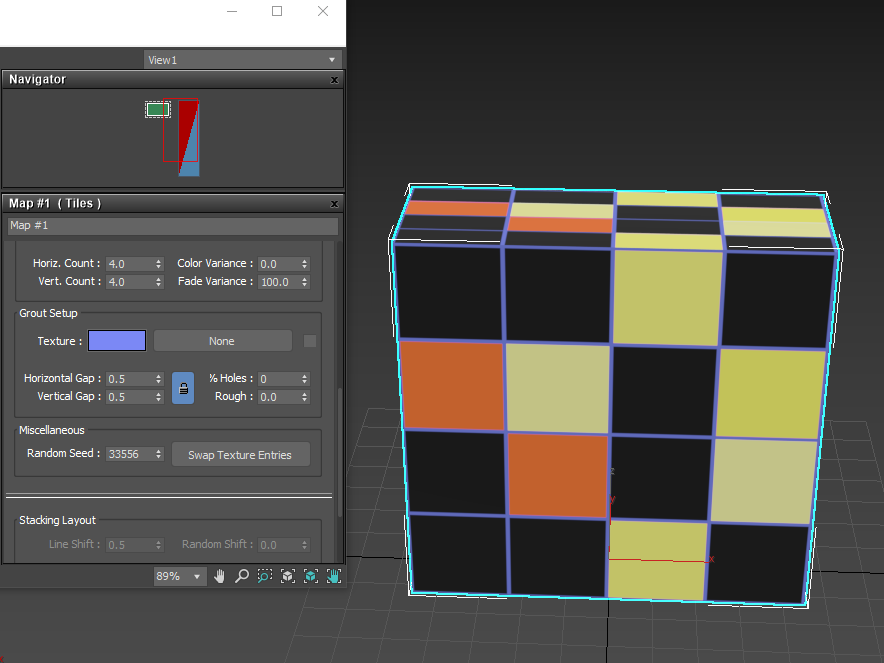 View1
Navigator x
Map #1 ( Tiles ) x
Map #1
Horiz. Count : 4.0 Color Variance : 0.0
Vert. Count : 4.0 Fade Variance : 100.0
Grout Setup
Texture : None
Horizontal Gap : 0.5 % Holes : 0
Vertical Gap : 0.5 Rough : 0.0
Miscellaneous
Random Seed : 33556 Swap Texture Entries
Stacking Layout
Line Shift : 0.5 Random Shift : 0.0
89%
z
y
x